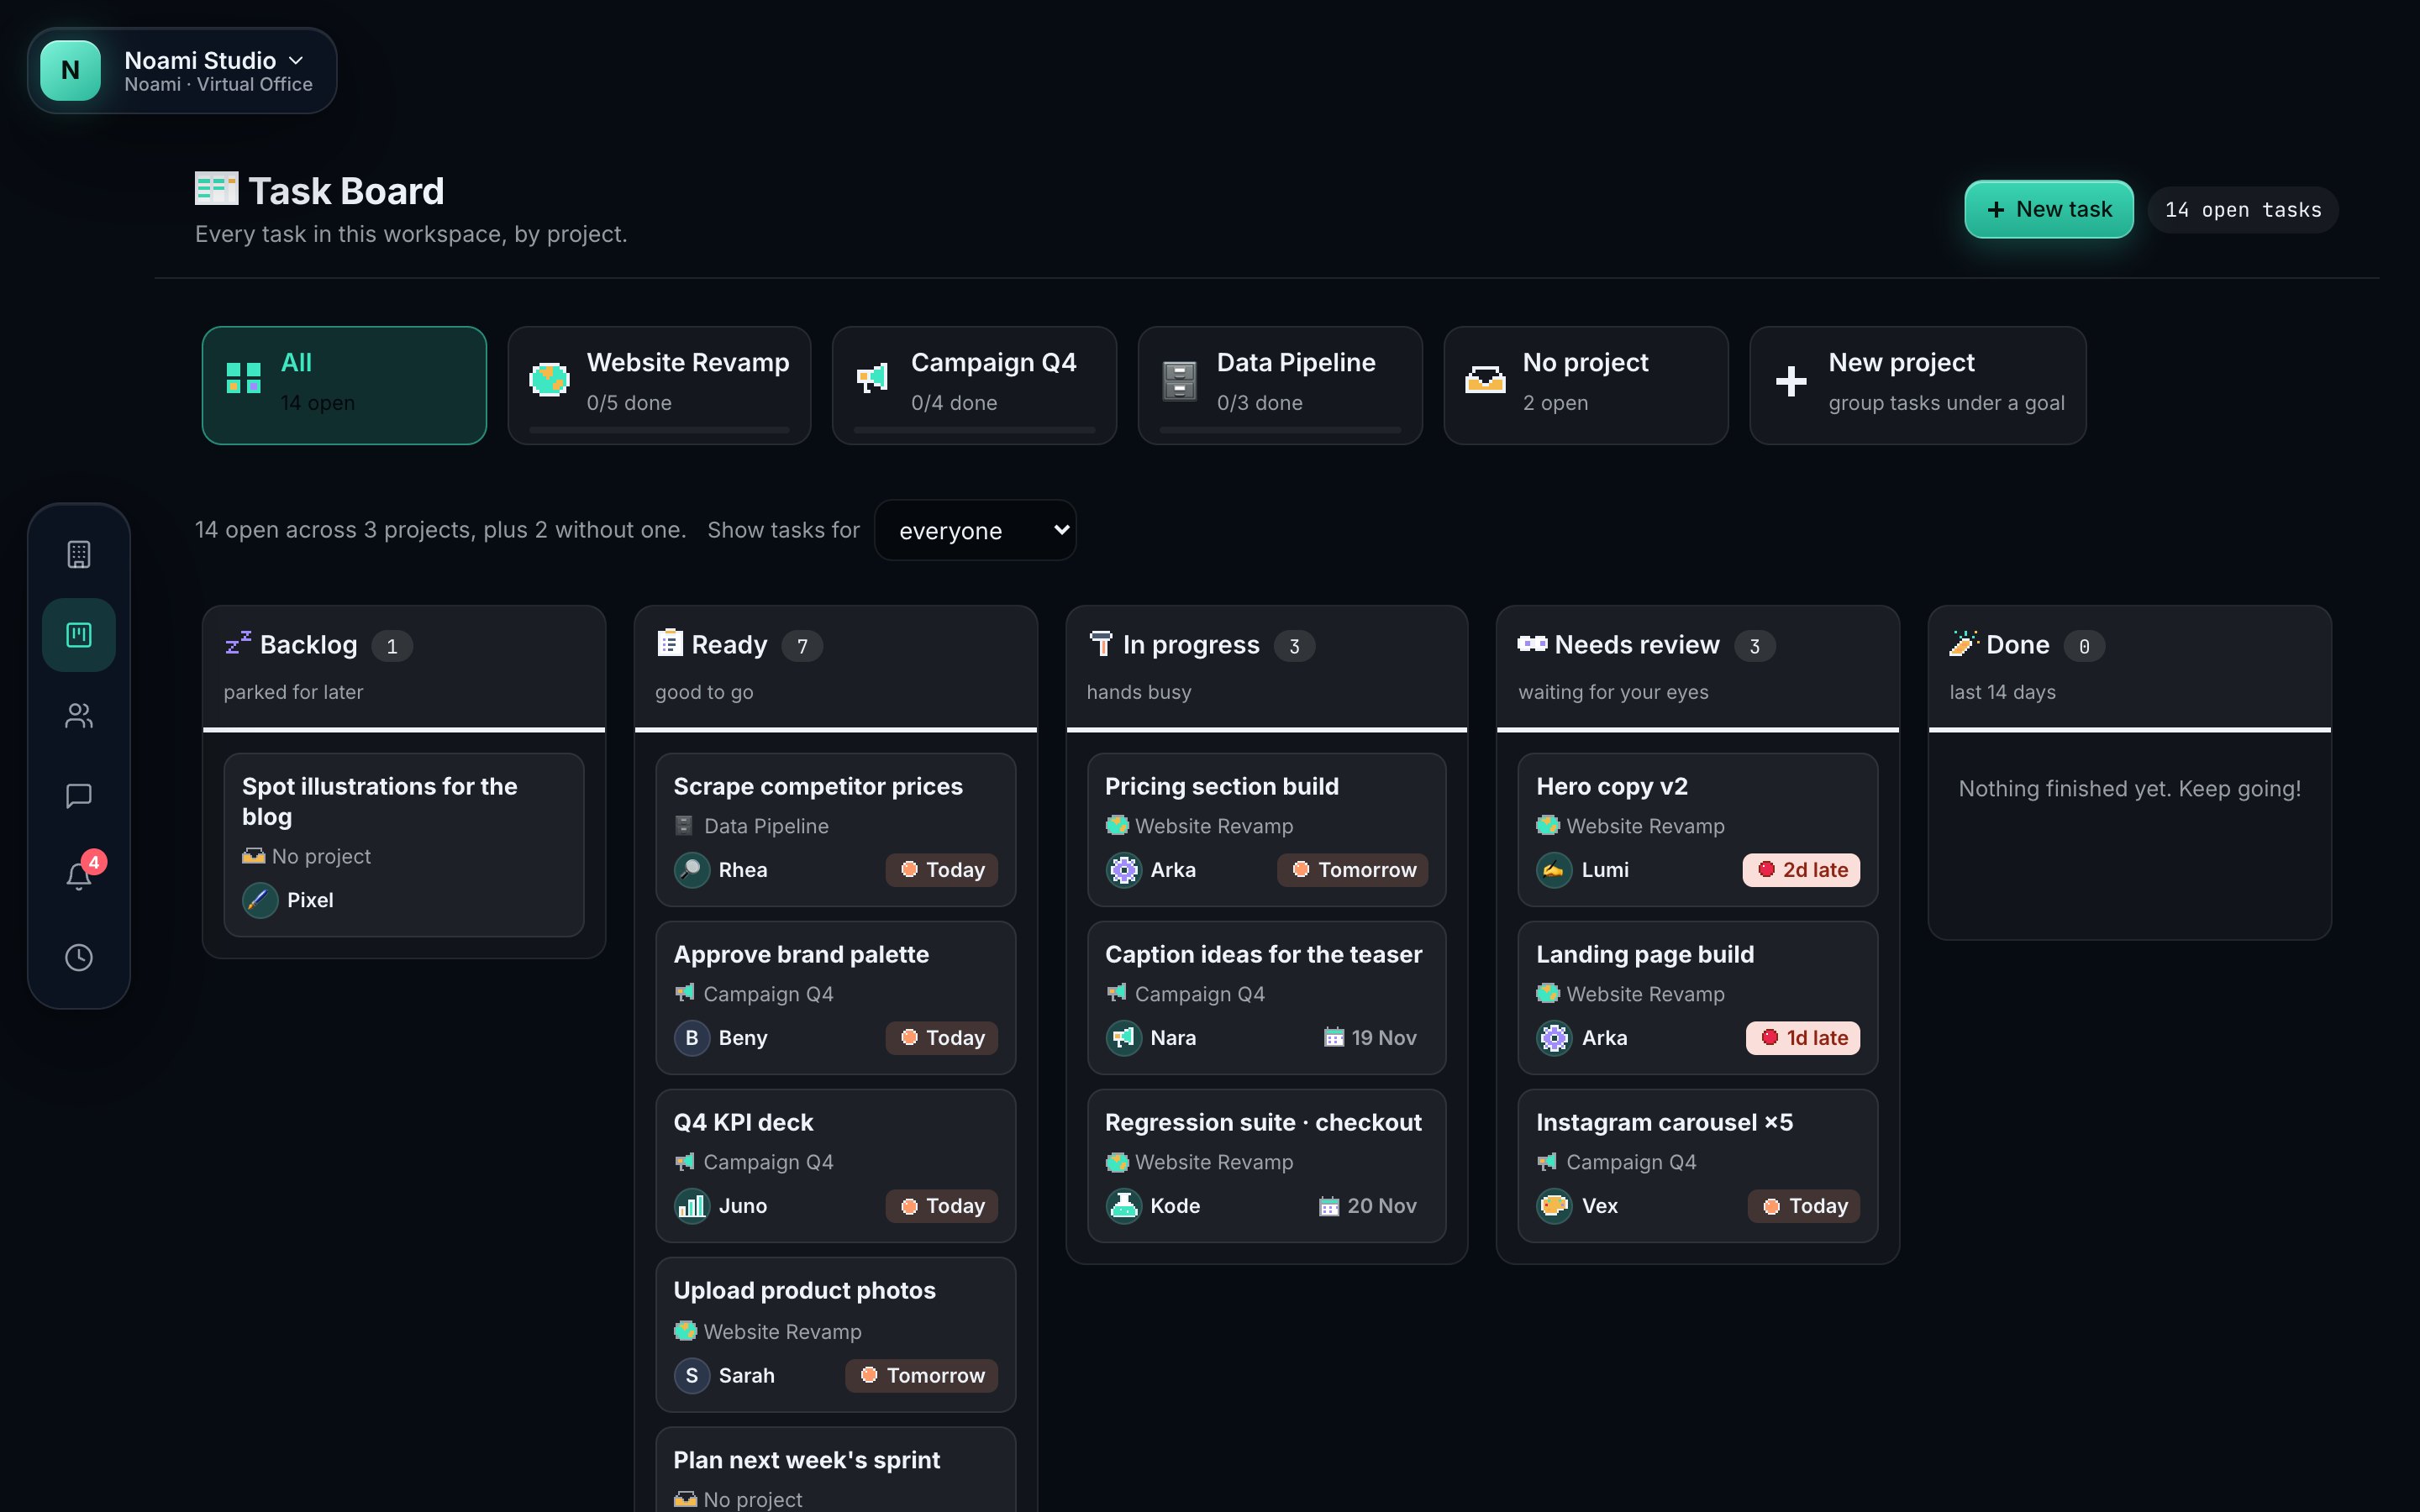 N
Noami Studio
Noami · Virtual Office
Task Board
Every task in this workspace, by project.
+ New task
14 open tasks
All
14 open
Website Revamp
0/5 done
Campaign Q4
0/4 done
Data Pipeline
0/3 done
No project
2 open
New project
group tasks under a goal
14 open across 3 projects, plus 2 without one.
Show tasks for
everyone
4
Backlog 1
parked for later
Spot illustrations for the
blog
No project
Pixel
Ready 7
good to go
Scrape competitor prices
Data Pipeline
Rhea
Today
Approve brand palette
Campaign Q4
B
Beny
Today
Q4 KPI deck
Campaign Q4
Juno
Today
Upload product photos
Website Revamp
S
Sarah
Tomorrow
Plan next week's sprint
No project
In progress 3
hands busy
Pricing section build
Website Revamp
Arka
Tomorrow
Caption ideas for the teaser
Campaign Q4
Nara
19 Nov
Regression suite · checkout
Website Revamp
Kode
20 Nov
Needs review 3
waiting for your eyes
Hero copy v2
Website Revamp
Lumi
2d late
Landing page build
Website Revamp
Arka
1d late
Instagram carousel ×5
Campaign Q4
Vex
Today
Done 0
last 14 days
Nothing finished yet. Keep going!